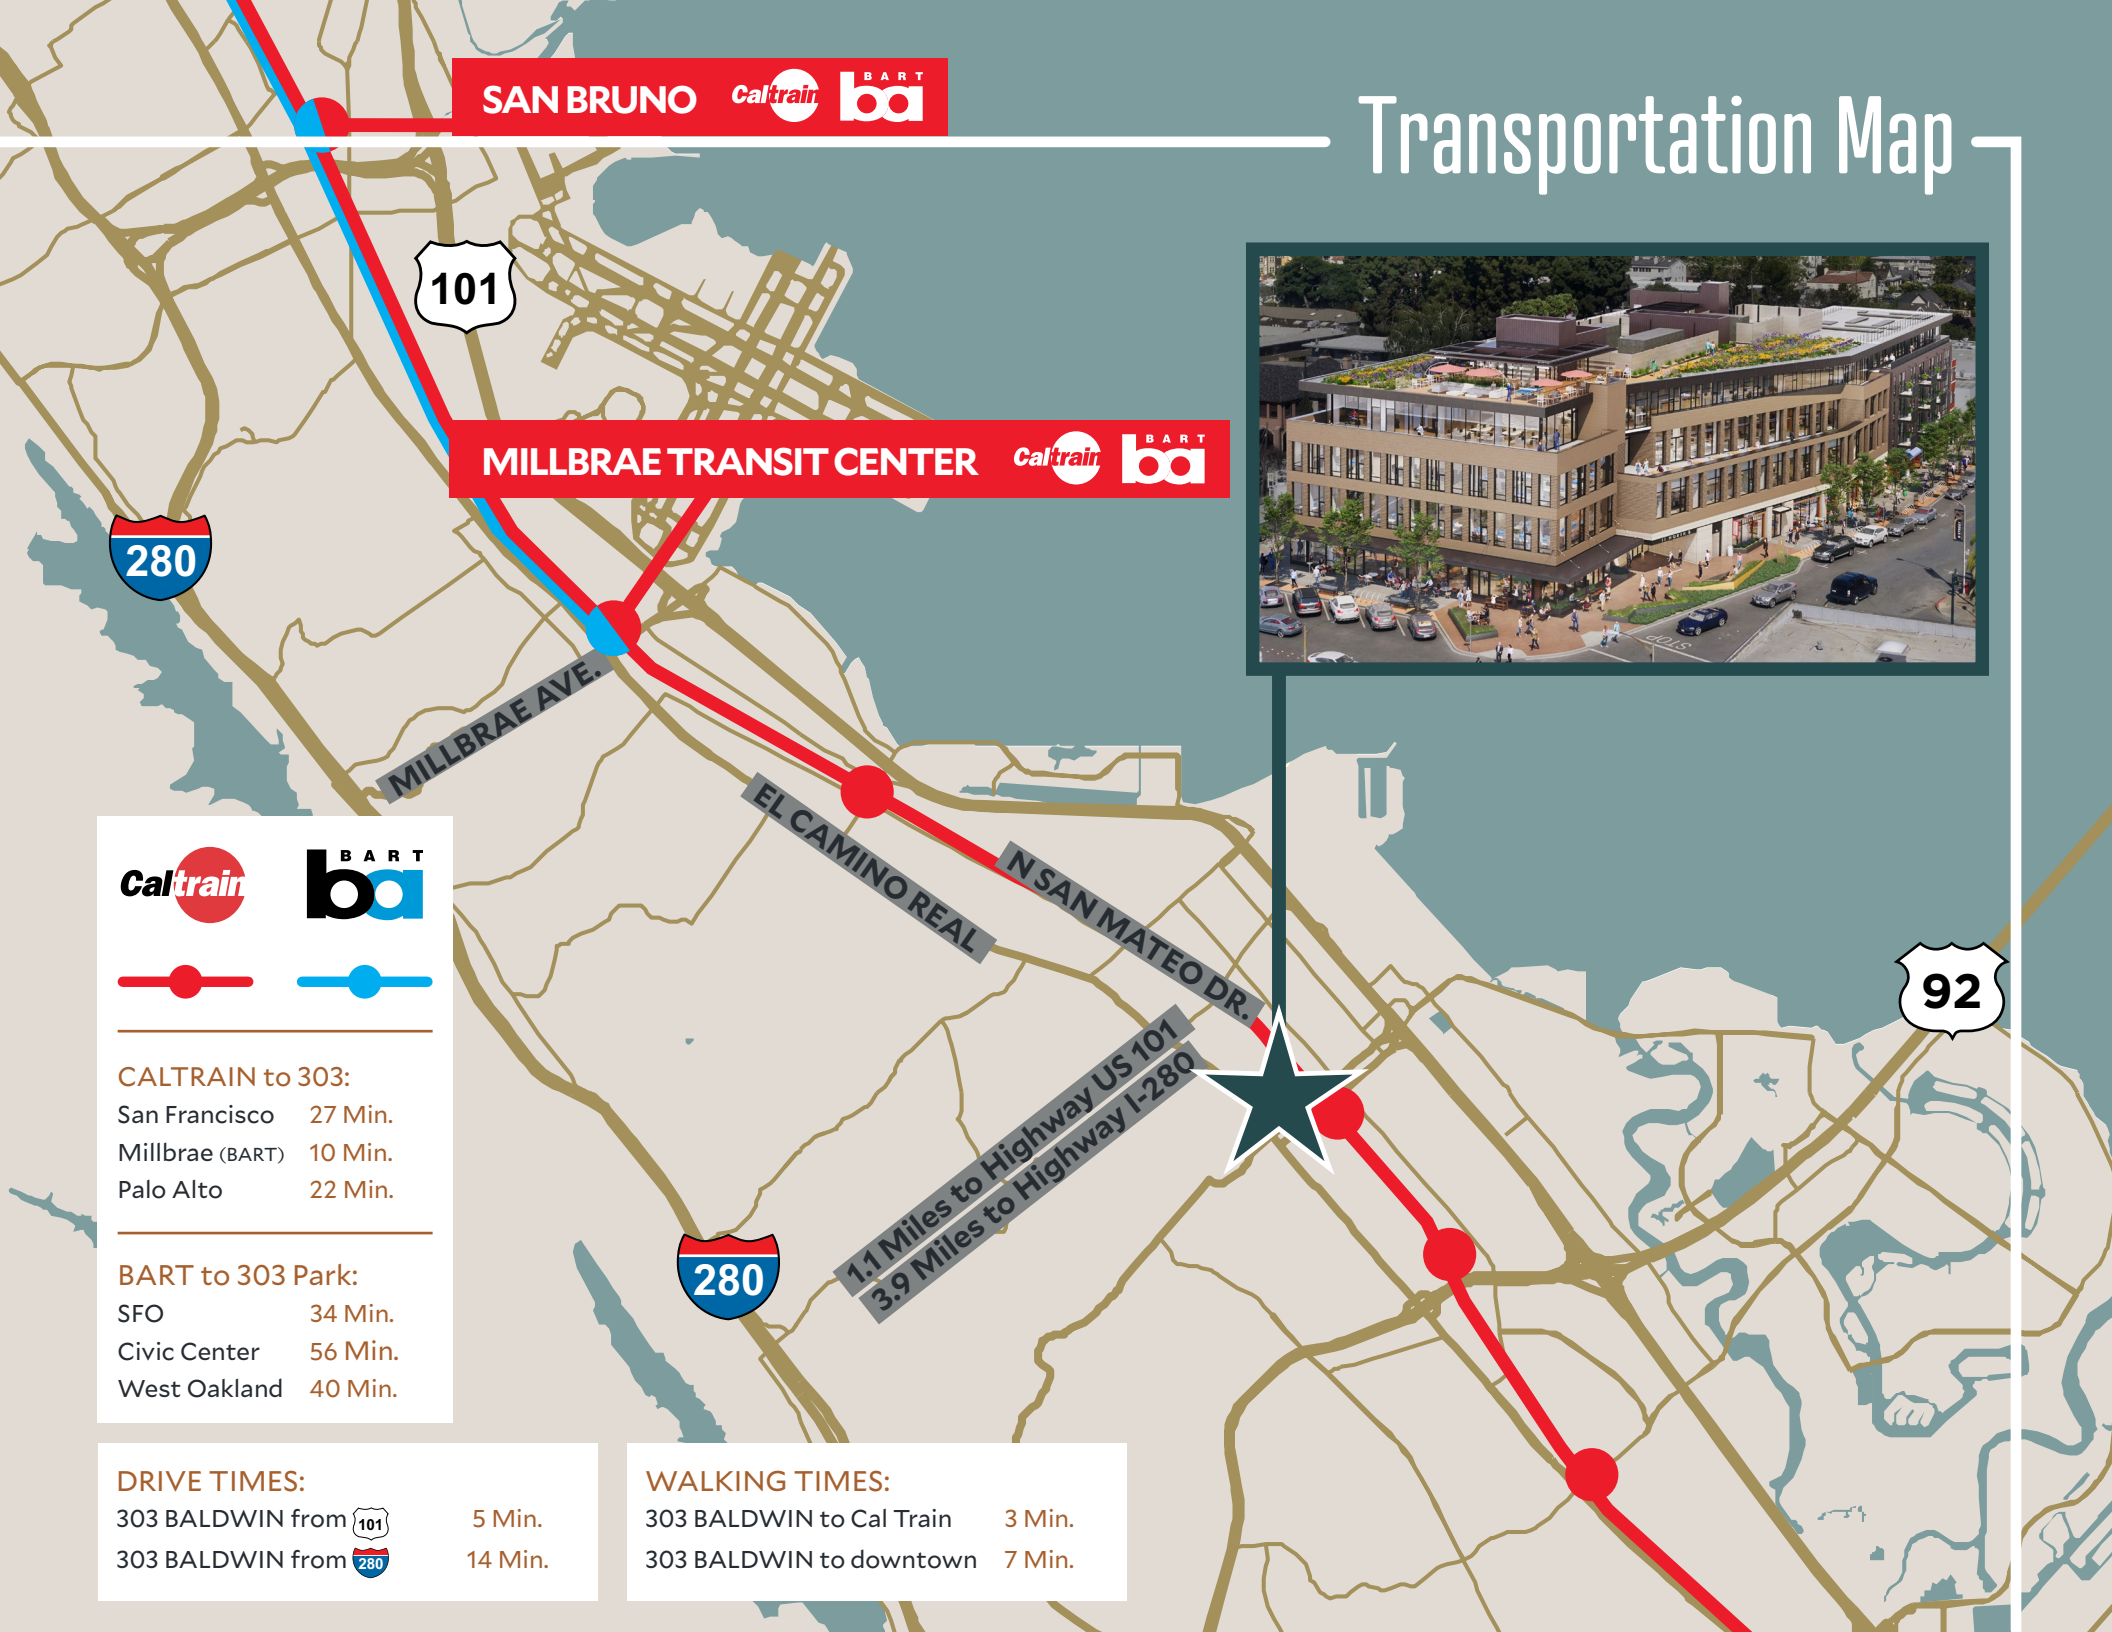 SAN BRUNO Caltrain BART ba
Transportation Map
101
MILLBRAE TRANSIT CENTER Caltrain BART ba
280
STOP
MILLBRAE AVE.
EL CAMINO REAL
N SAN MATEO DR.
92
1.1 Miles to Highway US 101
3.9 Miles to Highway I-280
280
Caltrain BART ba
CALTRAIN to 303:
San Francisco 27 Min.
Millbrae (BART) 10 Min.
Palo Alto 22 Min.
BART to 303 Park:
SFO 34 Min.
Civic Center 56 Min.
West Oakland 40 Min.
DRIVE TIMES:
303 BALDWIN from 101 5 Min.
303 BALDWIN from 280 14 Min.
WALKING TIMES:
303 BALDWIN to Cal Train 3 Min.
303 BALDWIN to downtown 7 Min.